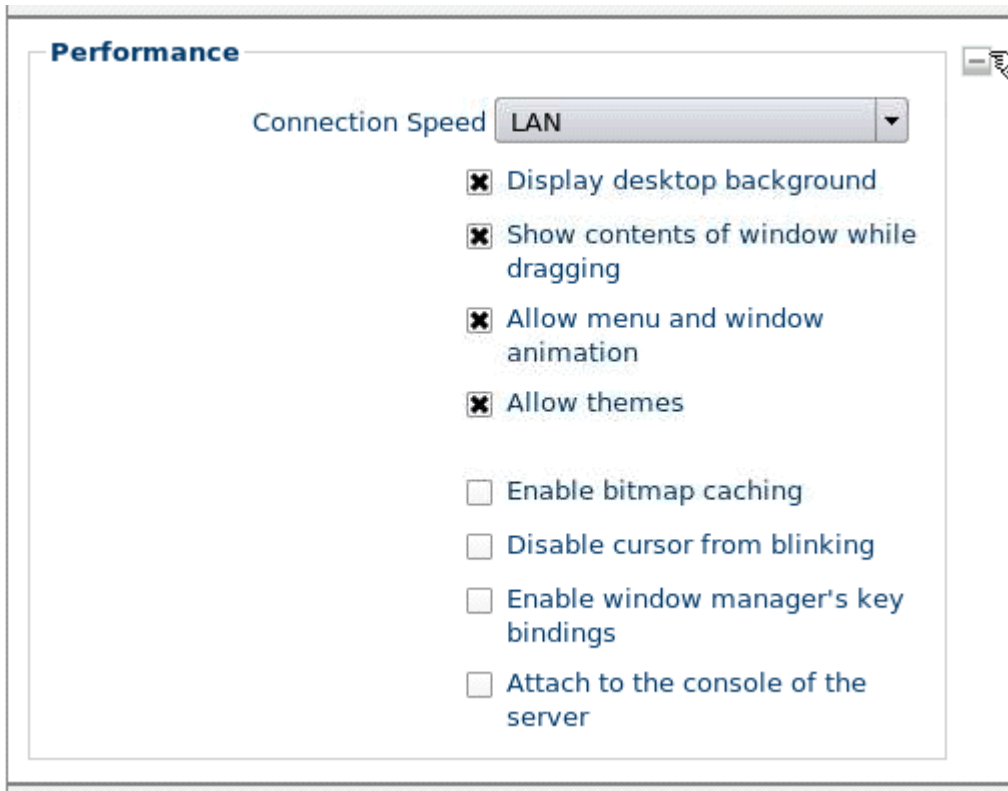 Performance
Connection Speed LAN
Display desktop background
Show contents of window while
dragging
Allow menu and window
animation
Allow themes
Enable bitmap caching
Disable cursor from blinking
Enable window manager's key
bindings
Attach to the console of the
server